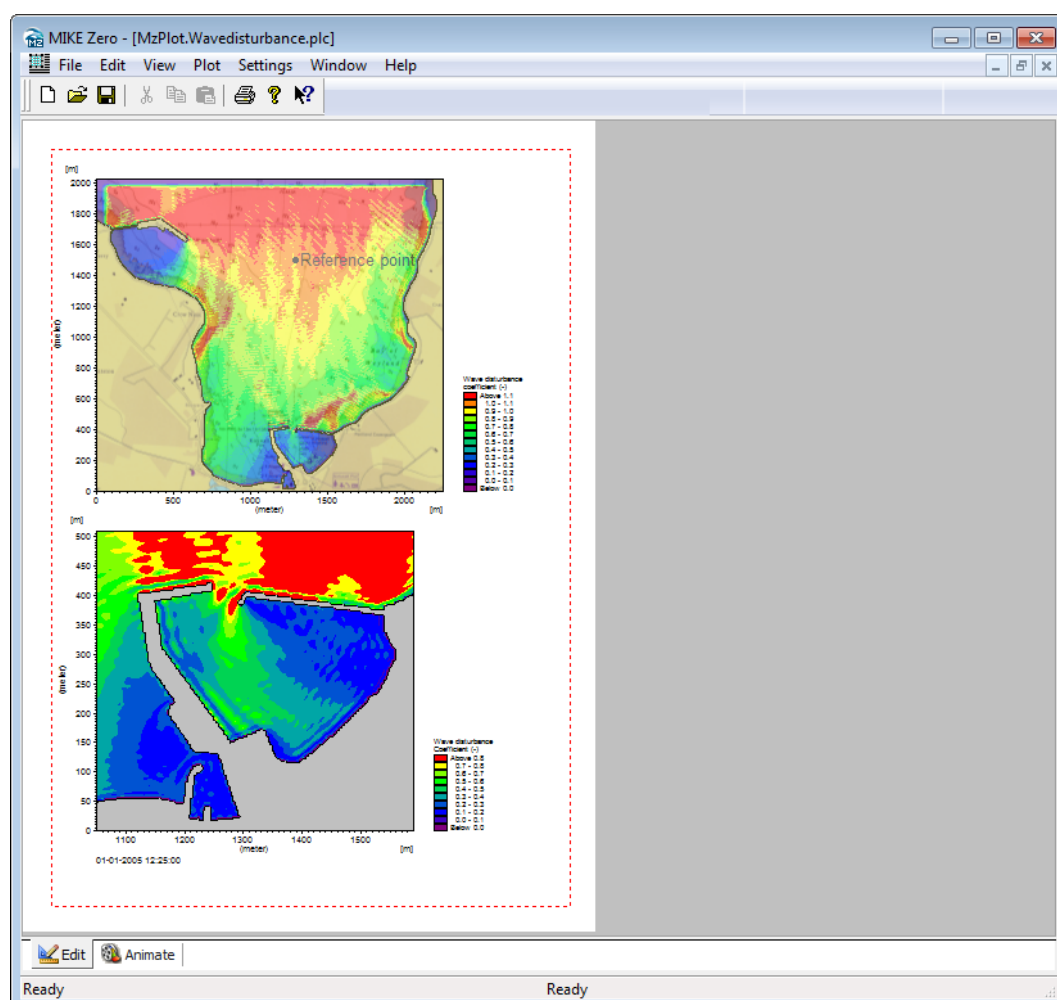 MIKE Zero - [MzPlot.Wavedisturbance.plc]
File Edit View Plot Settings Window Help
[m]
2000
1800
1600
1400
1200
1000
800
600
400
200
0
(meter)
Reference point
0 500 1000 1500 2000
(meter) [m]
Wave disturbance
coefficient (-)
Above 1.1
1.0 - 1.1
0.9 - 1.0
0.8 - 0.9
0.7 - 0.8
0.6 - 0.7
0.5 - 0.6
0.4 - 0.5
0.3 - 0.4
0.2 - 0.3
0.1 - 0.2
0.0 - 0.1
Below 0.0
[m]
500
450
400
350
300
250
200
150
100
50
0
(meter)
1100 1200 1300 1400 1500
(meter) [m]
Wave disturbance
Coefficient (-)
Above 0.8
0.6 - 0.7
0.5 - 0.6
0.4 - 0.5
0.3 - 0.4
0.2 - 0.3
0.1 - 0.2
0.0 - 0.1
Below 0.0
01-01-2005 12:25:00
Edit Animate
Ready Ready